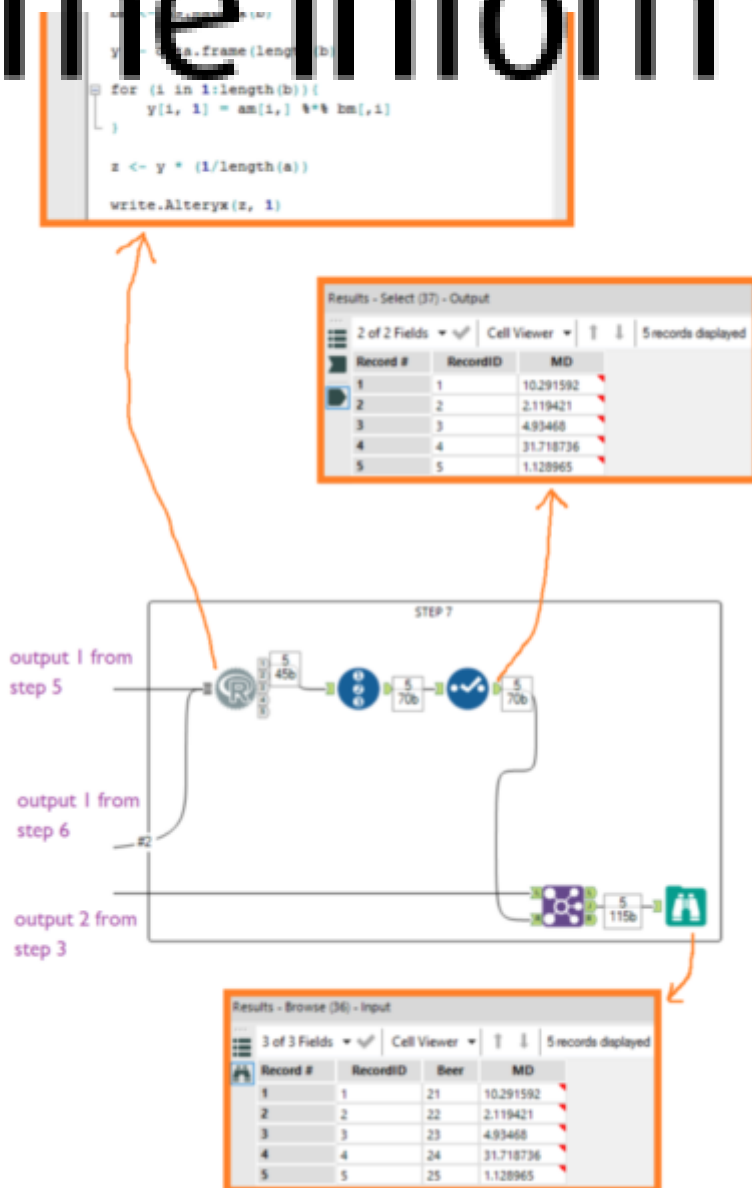 for (i in 1:length(b)){
y[i, 1] = am[i,] %*% bm[,i]
}
z <- y * (1/length(a))
write.Alteryx(z, 1)
Results - Select (37) - Output
2 of 2 Fields Cell Viewer 5 records displayed
Record # RecordID MD
1 1 10.291592
2 2 2.119421
3 3 4.93468
4 4 31.718736
5 5 1.128965
STEP 7
output 1 from
step 5
5
45b
5
70b
5
70b
output 1 from
step 6
#2
output 2 from
step 3
5
115b
Results - Browse (36) - Input
3 of 3 Fields Cell Viewer 5 records displayed
Record # RecordID Beer MD
1 1 21 10.291592
2 2 22 2.119421
3 3 23 4.93468
4 4 24 31.718736
5 5 25 1.128965